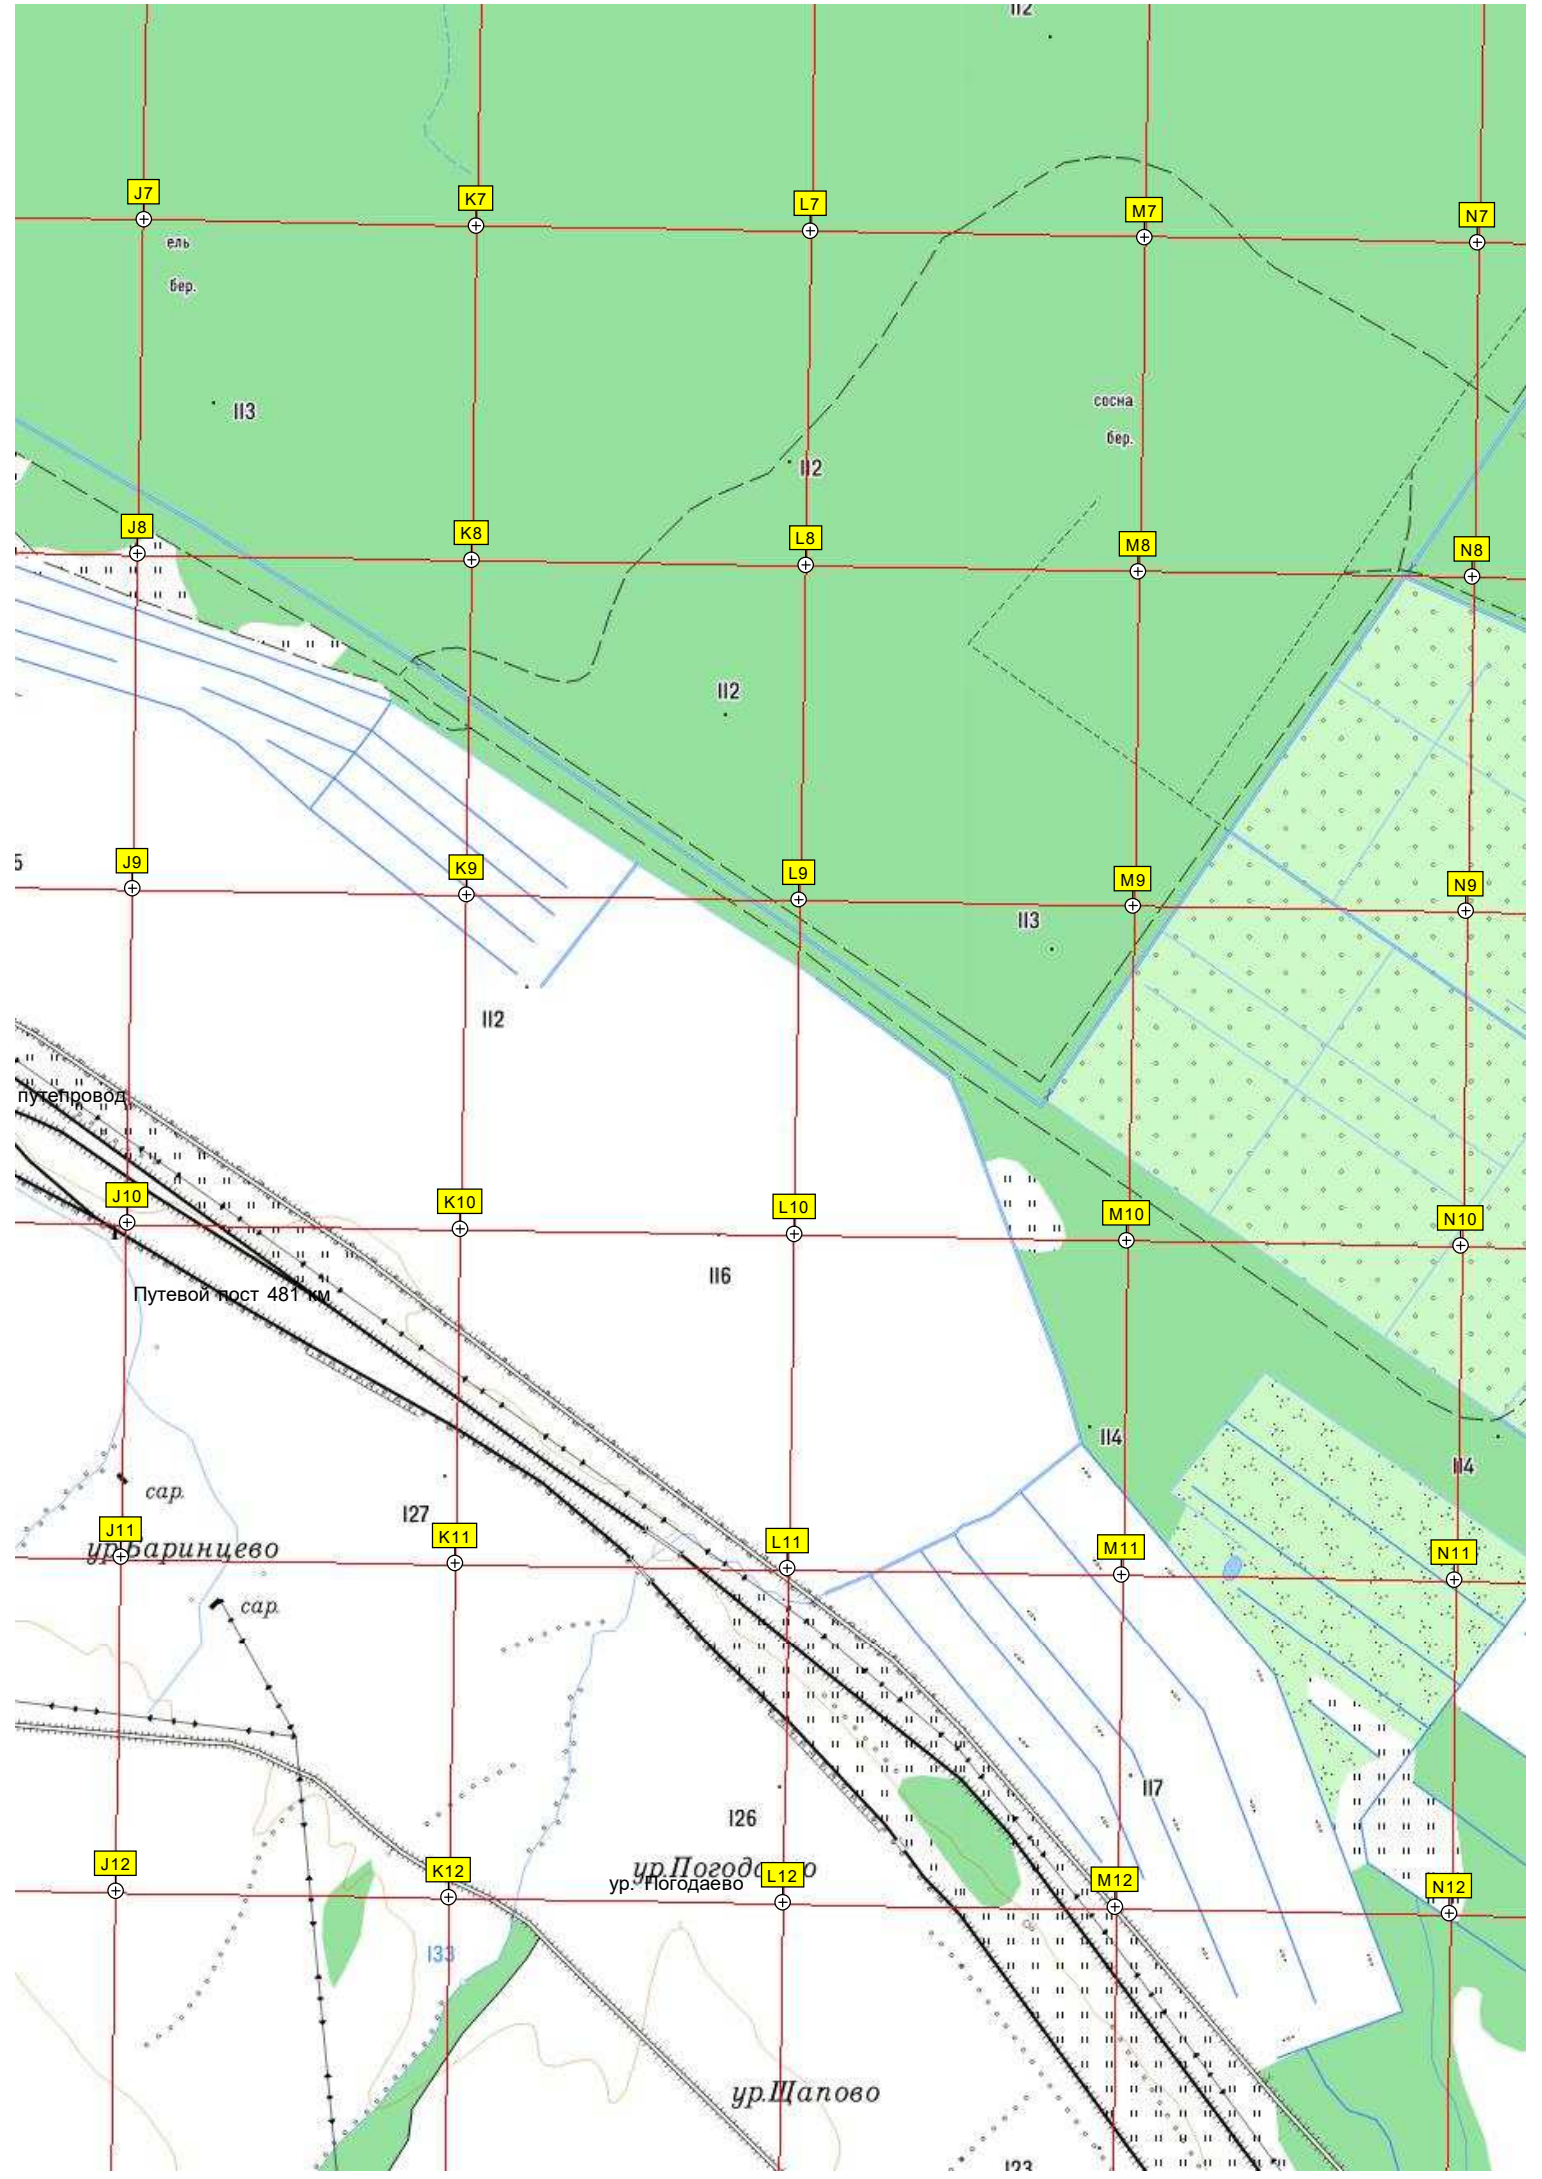 112
J7
K7
L7
M7
N7
ель
бер.
113
сосна
бер.
112
J8
K8
L8
M8
N8
112
J9
K9
L9
M9
N9
5
113
112
путепровод
J10
K10
L10
M10
N10
116
Путевой пост 481 км
114
114
сар.
127
J11
K11
L11
M11
N11
ур.Баринцево
сар.
117
126
J12
K12
ур.Погодаево
L12
M12
N12
ур. Погодаево
133
ур.Щапово
123